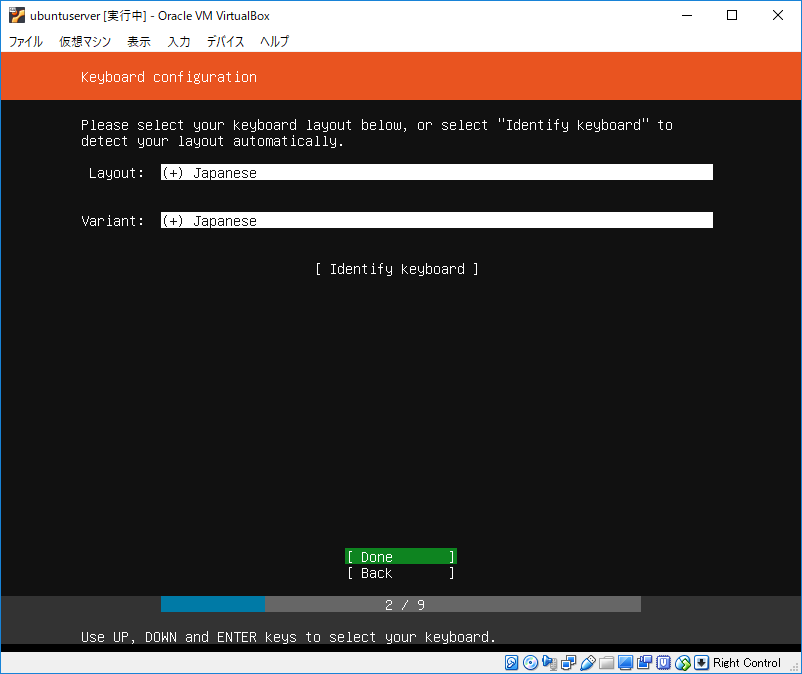 ubuntuserver [実行中] - Oracle VM VirtualBox
ファイル 仮想マシン 表示 入力 デバイス ヘルプ
Keyboard configuration
Please select your keyboard layout below, or select "Identify keyboard" to
detect your layout automatically.
Layout: (+) Japanese
Variant: (+) Japanese
[ Identify keyboard ]
[ Done ]
[ Back ]
2 / 9
Use UP, DOWN and ENTER keys to select your keyboard.
Right Control